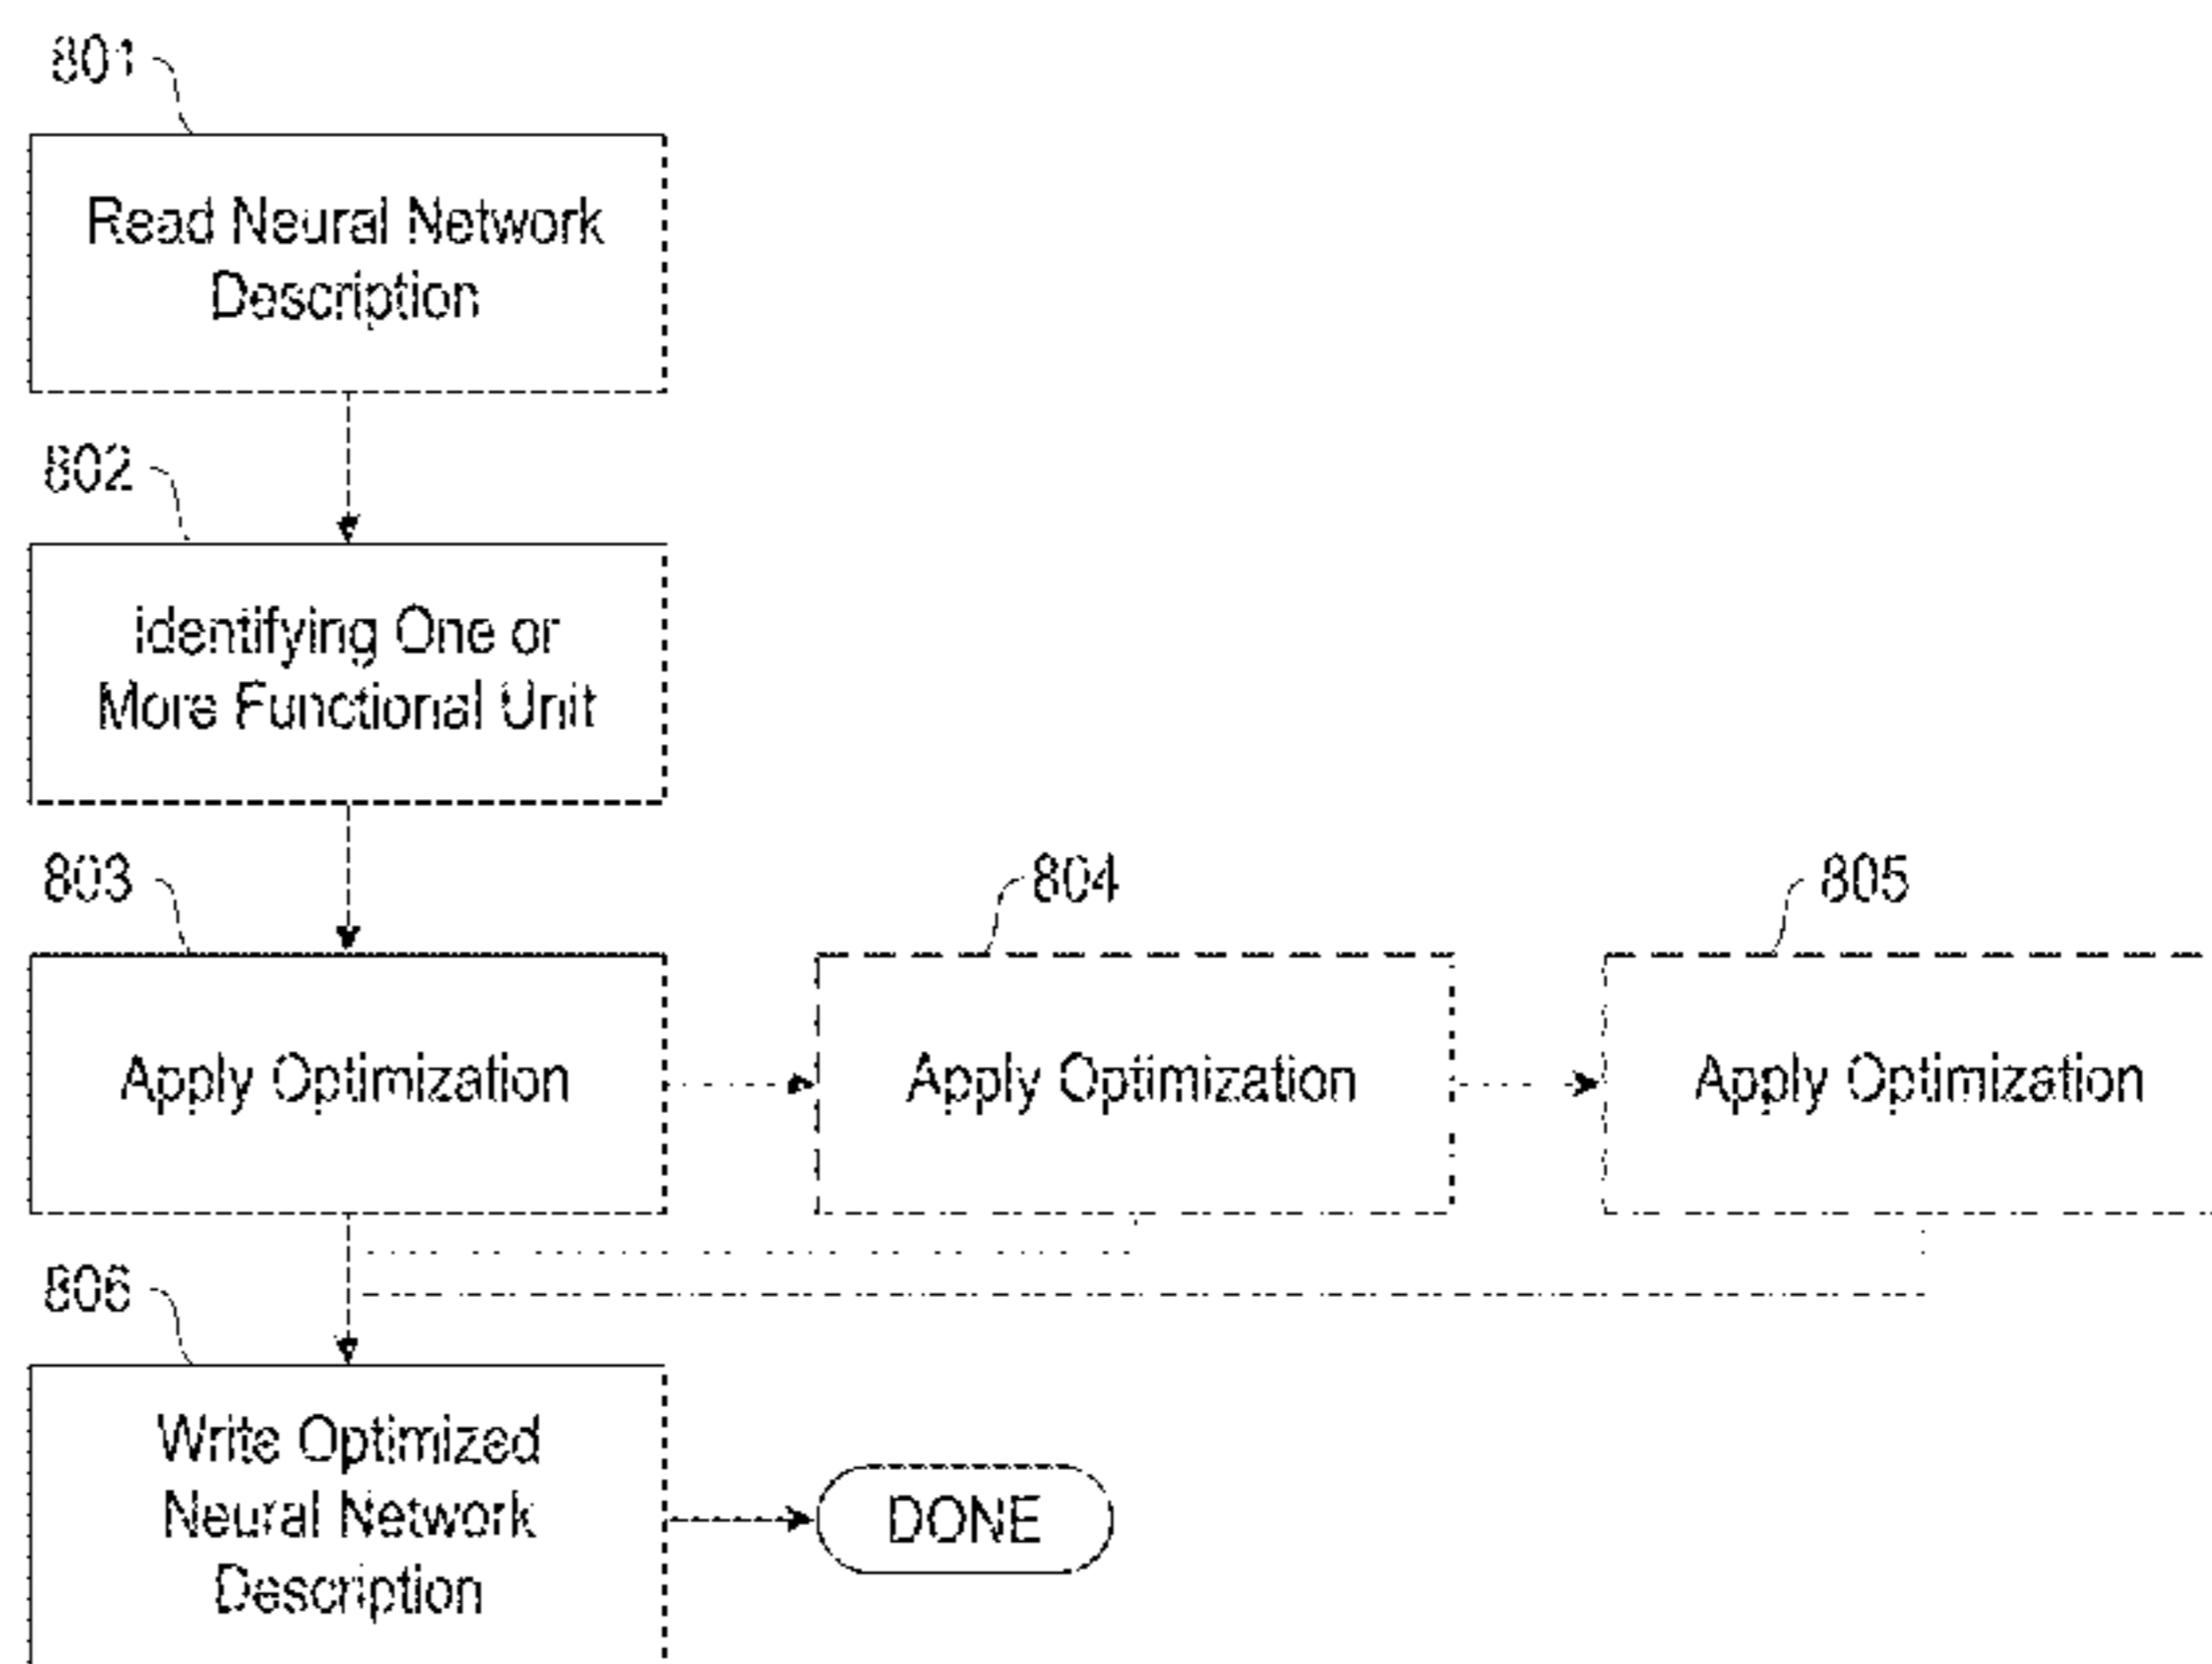 801
Read Neural Network
Description
802
Identifying One or
More Functional Unit
803
804
805
Apply Optimization
Apply Optimization
Apply Optimization
806
Write Optimized
Neural Network
Description
DONE